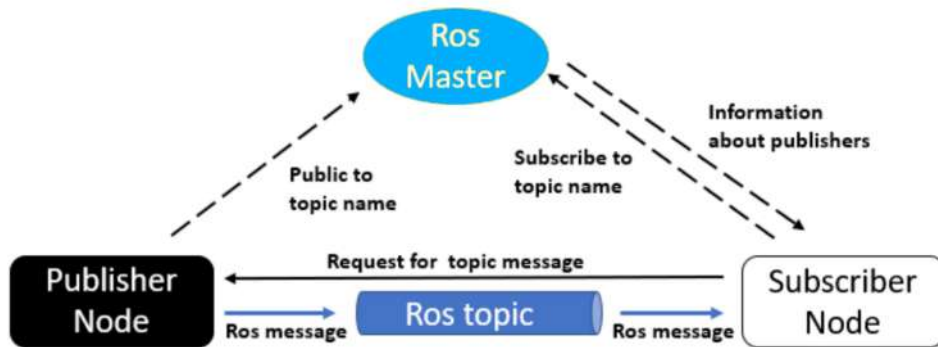 Ros
Master
Information
about publishers
Subscribe to
topic name
Public to
topic name
Request for topic message
Publisher
Node
Ros message
Ros topic
Ros message
Subscriber
Node